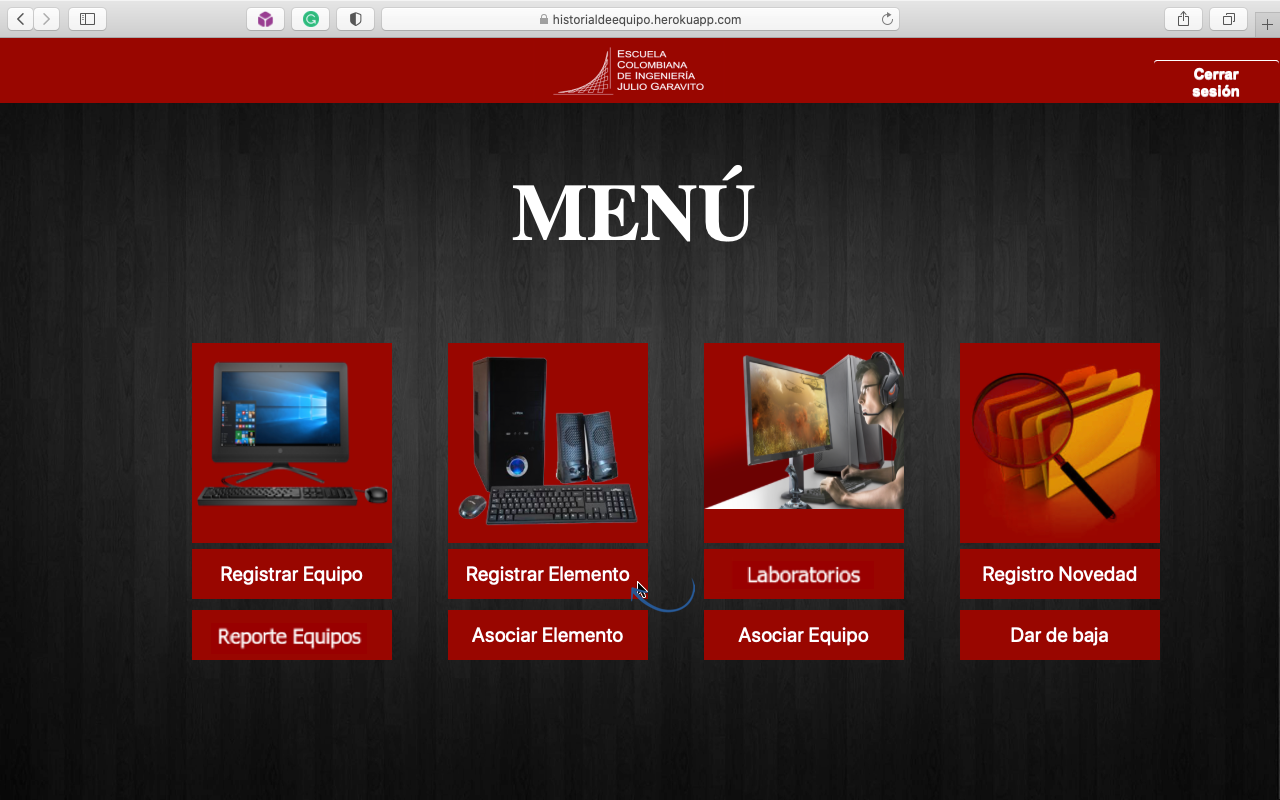 historialdeequipo.herokuapp.com
ESCUELA
COLOMBIANA
DE INGENIERÍA
JULIO GARAVITO
Cerrar
sesión
MENÚ
Registrar Equipo
Registrar Elemento
Laboratorios
Registro Novedad
Reporte Equipos
Asociar Elemento
Asociar Equipo
Dar de baja